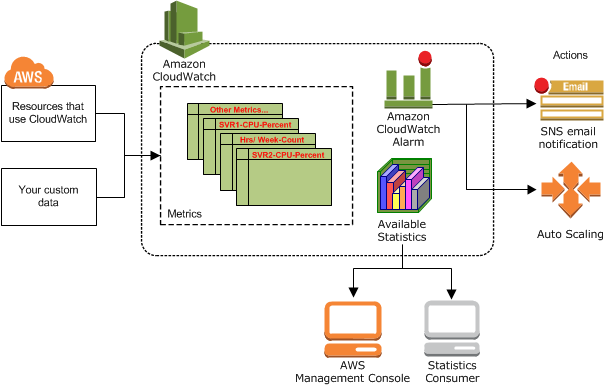 Amazon
CloudWatch
Actions
AWS
Resources that
use CloudWatch
Your custom
data
Other Metrics...
SVR1-CPU-Percent
Hrs/ Week-Count
SVR2-CPU-Percent
Metrics
Amazon
CloudWatch
Alarm
Available
Statistics
Email
SNS email
notification
Auto Scaling
AWS
Management Console
Statistics
Consumer